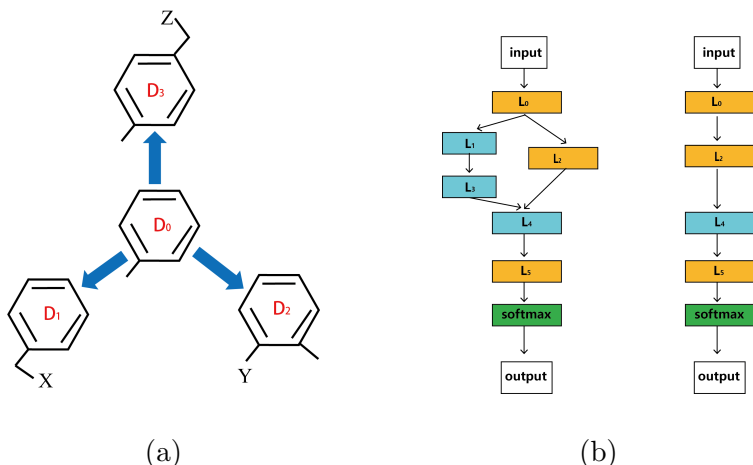 Z
D₃
D₀
D₁
X
D₂
Y
(a)
input
L₀
L₁
L₂
L₃
L₄
L₅
softmax
output
input
L₀
L₂
L₄
L₅
softmax
output
(b)